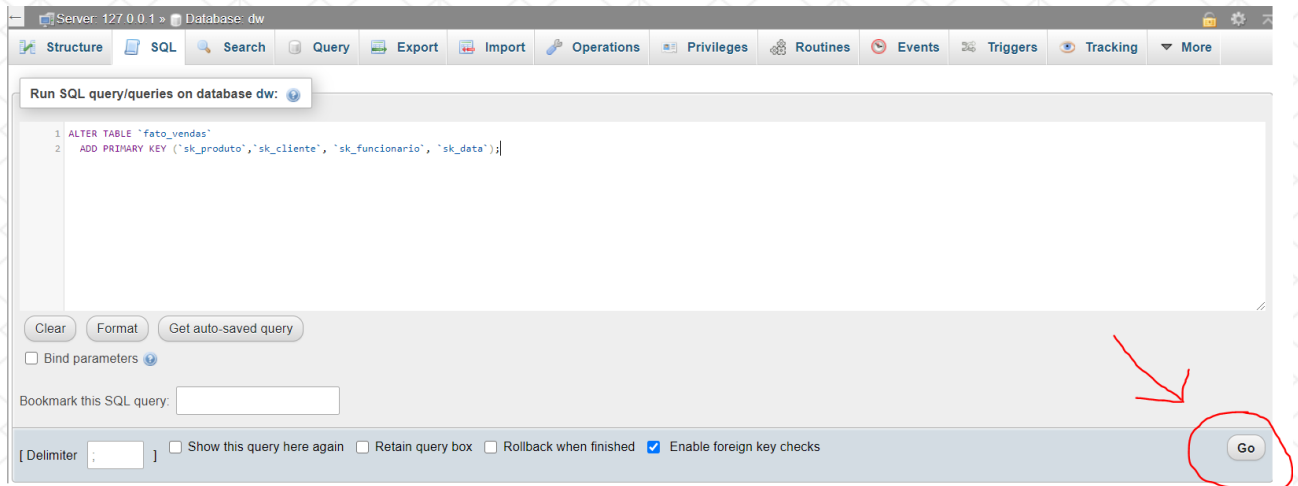 Server: 127.0.0.1 » Database: dw
Structure SQL Search Query Export Import Operations Privileges Routines Events Triggers Tracking More
Run SQL query/queries on database dw:
1 ALTER TABLE `fato_vendas`
2 ADD PRIMARY KEY (`sk_produto`,`sk_cliente`, `sk_funcionario`, `sk_data`);
Clear Format Get auto-saved query
Bind parameters
Bookmark this SQL query:
[ Delimiter ; ] Show this query here again Retain query box Rollback when finished Enable foreign key checks Go